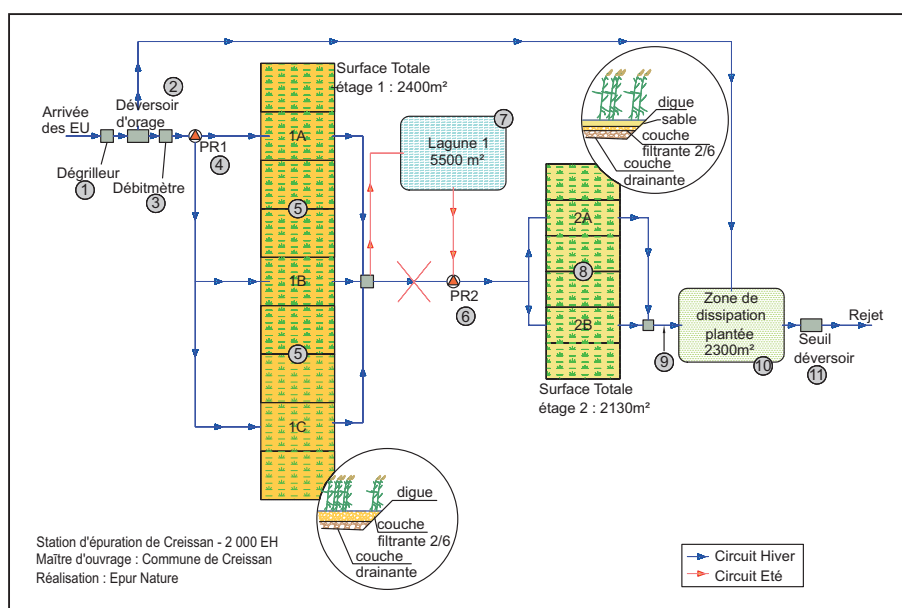 Arrivée
des EU
1
Dégrilleur
2
Déversoir
d'orage
3
Débitmètre
PR1
4
Surface Totale
étage 1 : 2400m²
1A
5
1B
5
1C
7
Lagune 1
5500 m²
PR2
6
digue
sable
couche
filtrante 2/6
couche
drainante
2A
8
2B
Surface Totale
étage 2 : 2130m²
9
Zone de
dissipation
plantée
2300m²
10
Seuil
déversoir
11
Rejet
digue
couche
filtrante 2/6
couche
drainante
Station d'épuration de Creissan - 2 000 EH
Maître d'ouvrage : Commune de Creissan
Réalisation : Epur Nature
Circuit Hiver
Circuit Eté